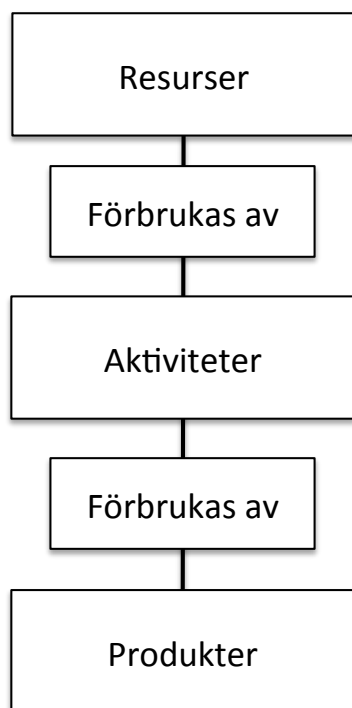 Resurser
Förbrukas av
Aktiviteter
Förbrukas av
Produkter